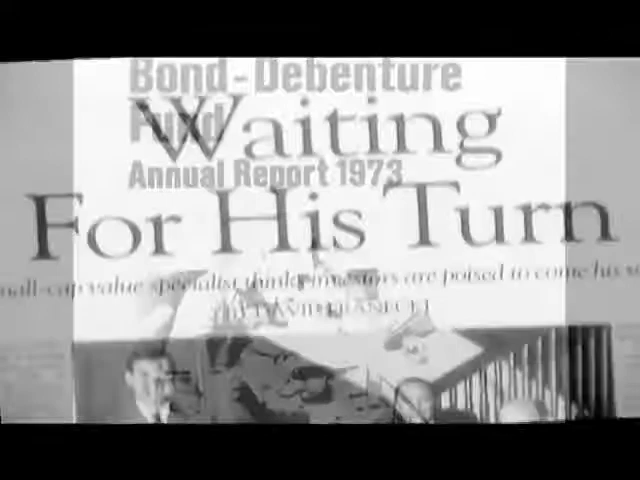 Bond-Debenture
Fund
Annual Report 1973
Waiting
For His Turn
small-cap value specialist thinks investors are poised to come his